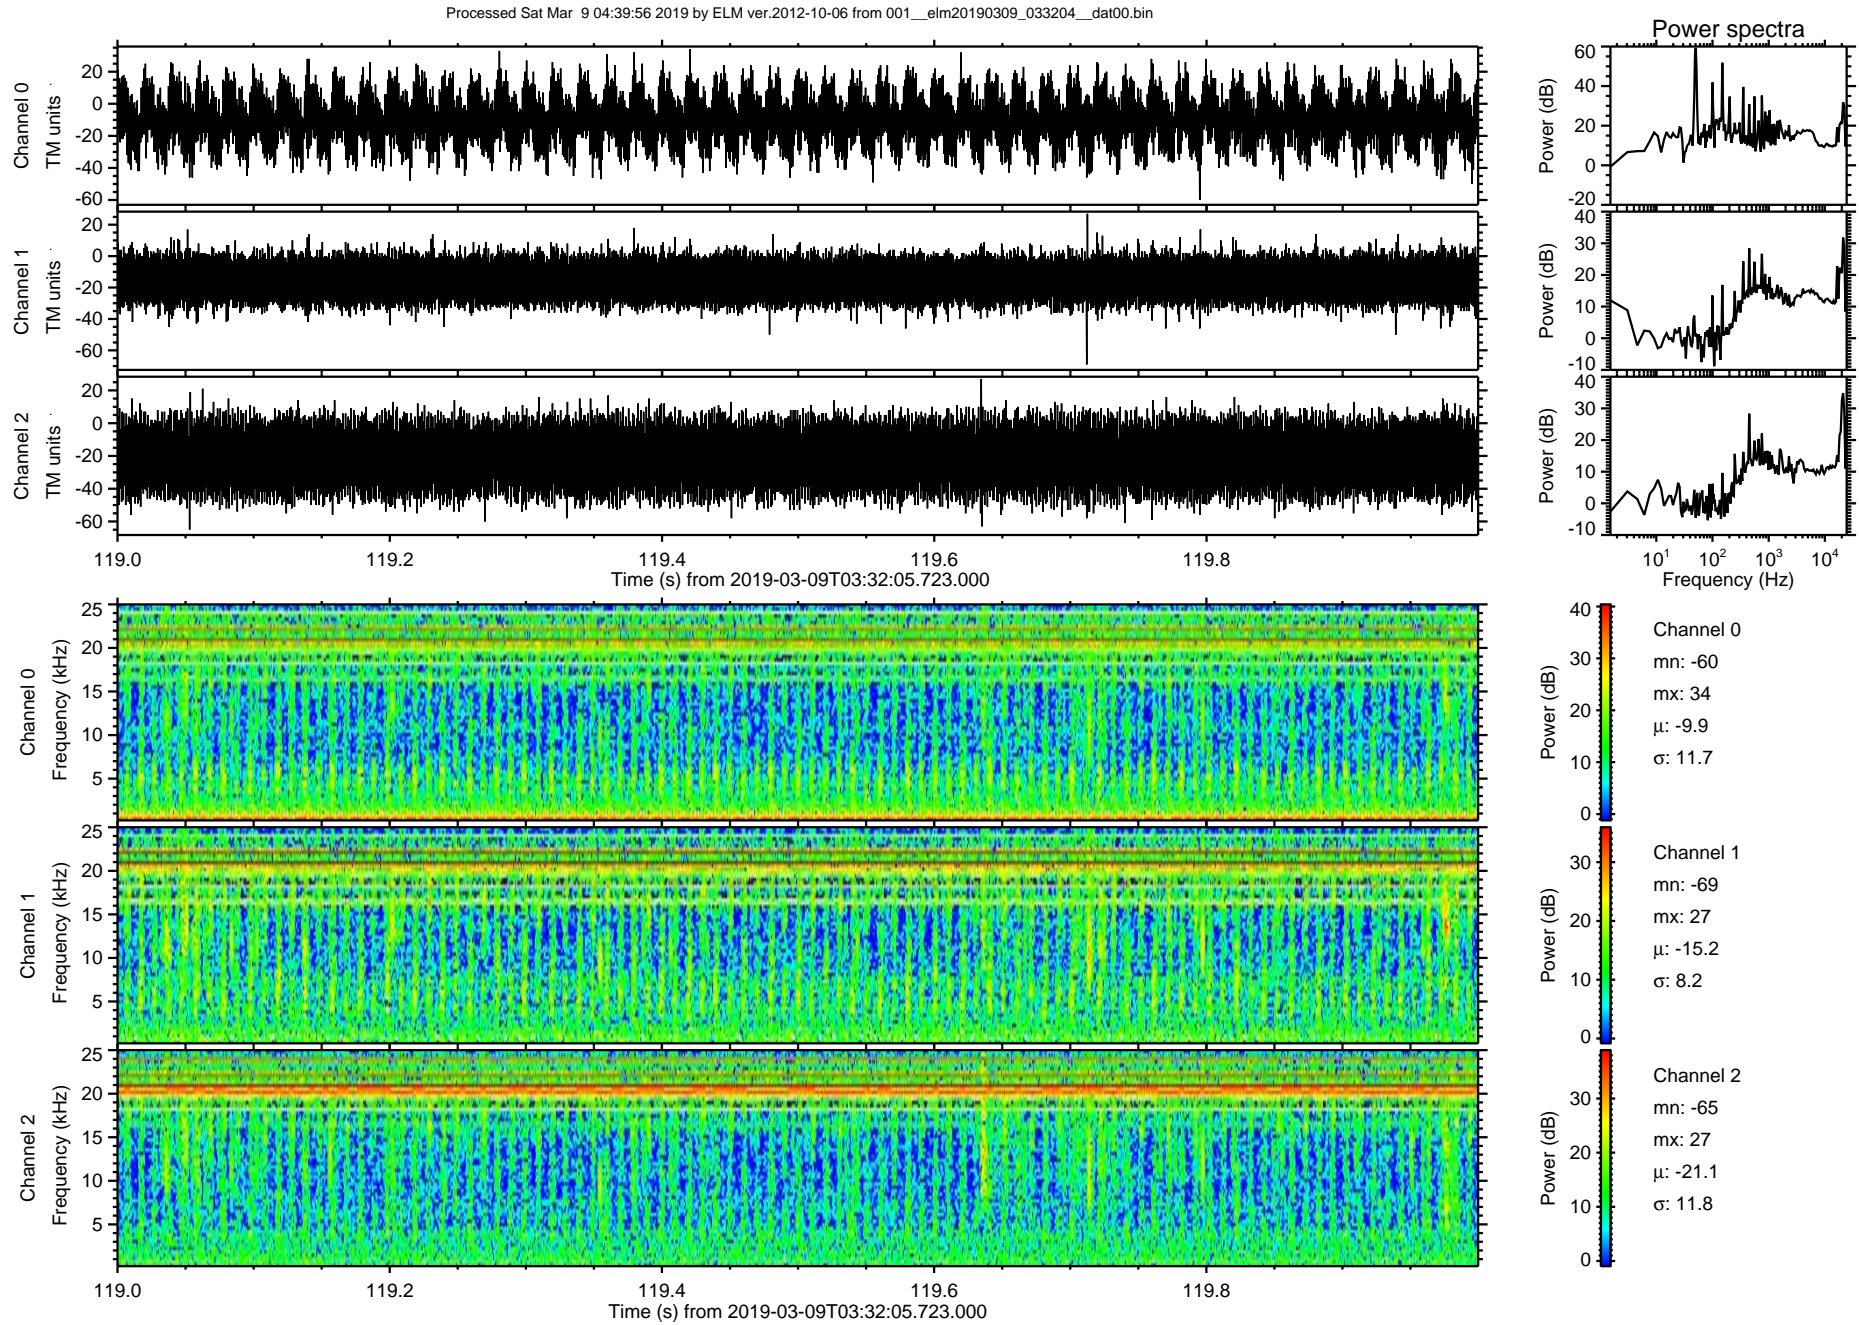 Processed Sat Mar  9 04:39:56 2019 by ELM ver.2012-10-06 from 001__elm20190309_033204__dat00.bin
Power spectra
Channel 0
TM units
20
0
-20
-40
-60
Power (dB)
60
40
20
0
-20
Channel 1
TM units
20
0
-20
-40
-60
Power (dB)
40
30
20
10
0
-10
Channel 2
TM units
20
0
-20
-40
-60
Power (dB)
40
30
20
10
0
-10
119.0 119.2 119.4 119.6 119.8
Time (s) from 2019-03-09T03:32:05.723.000
10¹ 10² 10³ 10⁴
Frequency (Hz)
Channel 0
Frequency (kHz)
25
20
15
10
5
Power (dB)
40
30
20
10
0
Channel 0
mn: -60
mx: 34
μ: -9.9
σ: 11.7
Channel 1
Frequency (kHz)
25
20
15
10
5
Power (dB)
30
20
10
0
Channel 1
mn: -69
mx: 27
μ: -15.2
σ: 8.2
Channel 2
Frequency (kHz)
25
20
15
10
5
Power (dB)
30
20
10
0
Channel 2
mn: -65
mx: 27
μ: -21.1
σ: 11.8
119.0 119.2 119.4 119.6 119.8
Time (s) from 2019-03-09T03:32:05.723.000